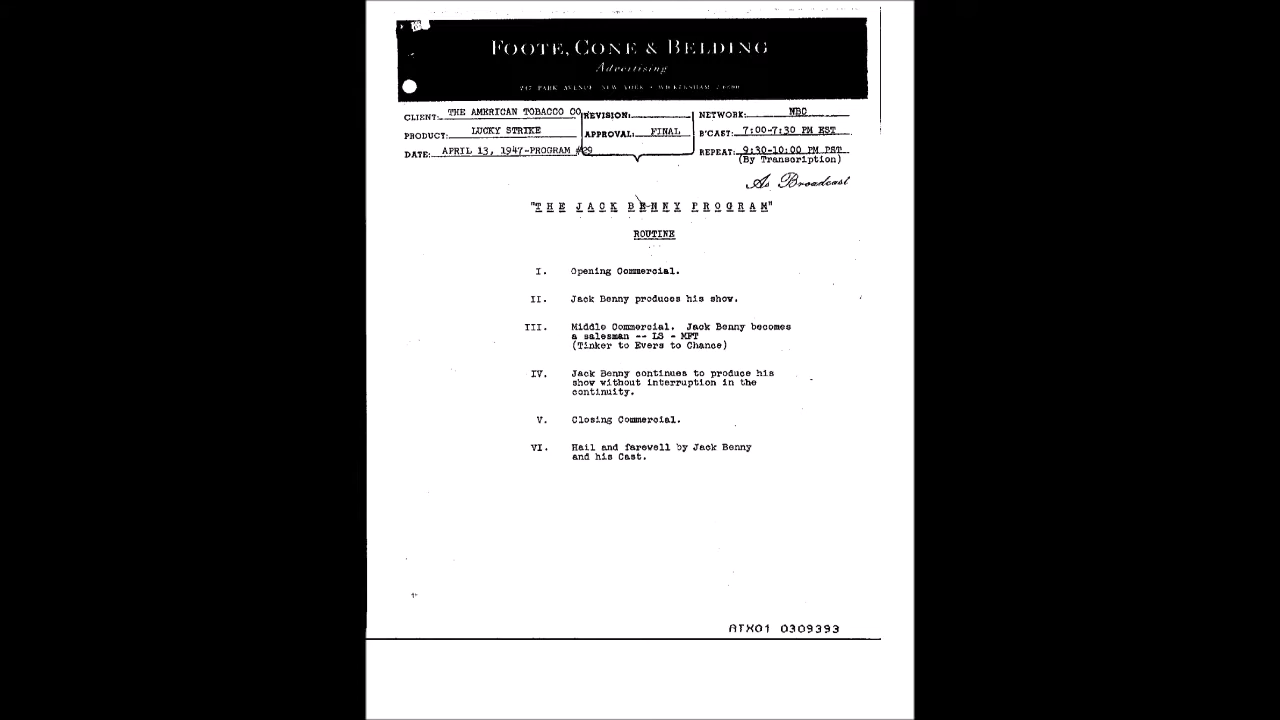 FOOTE, CONE & BELDING
Advertising
247 PARK AVENUE NEW YORK • WICKERSHAM 2-6600
CLIENT: THE AMERICAN TOBACCO CO.
REVISION:
NETWORK: NBC
PRODUCT: LUCKY STRIKE
APPROVAL: FINAL
B'CAST: 7:00-7:30 PM EST
DATE: APRIL 13, 1947-PROGRAM #29
REPEAT: 9:30-10:00 PM PST
(By Transcription)
As Broadcast
"THE JACK BENNY PROGRAM"
ROUTINE
I. Opening Commercial.
II. Jack Benny produces his show.
III. Middle Commercial. Jack Benny becomes
a salesman -- LS - MFT
(Tinker to Evers to Chance)
IV. Jack Benny continues to produce his
show without interruption in the
continuity.
V. Closing Commercial.
VI. Hail and farewell by Jack Benny
and his Cast.
ATX01 0309393